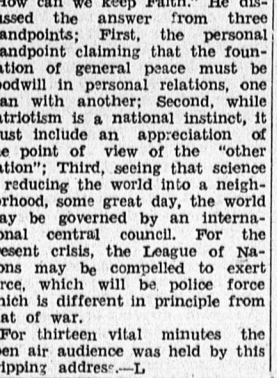 How can we keep Faith." He dis-
ussed the answer from three
andpoints; First, the personal
andpoint claiming that the foun-
ation of general peace must be
oodwill in personal relations, one
an with another; Second, while
atriotism is a national instinct, it
ust include an appreciation of
e point of view of the "other
ation"; Third, seeing that science
reducing the world into a neigh-
orhood, some great day, the world
ay be governed by an interna-
onal central council. For the
esent crisis, the League of Na-
ons may be compelled to exert
rce, which will be police force
hich is different in principle from
at of war.
For thirteen vital minutes the
en air audience was held by this
ipping address.—L